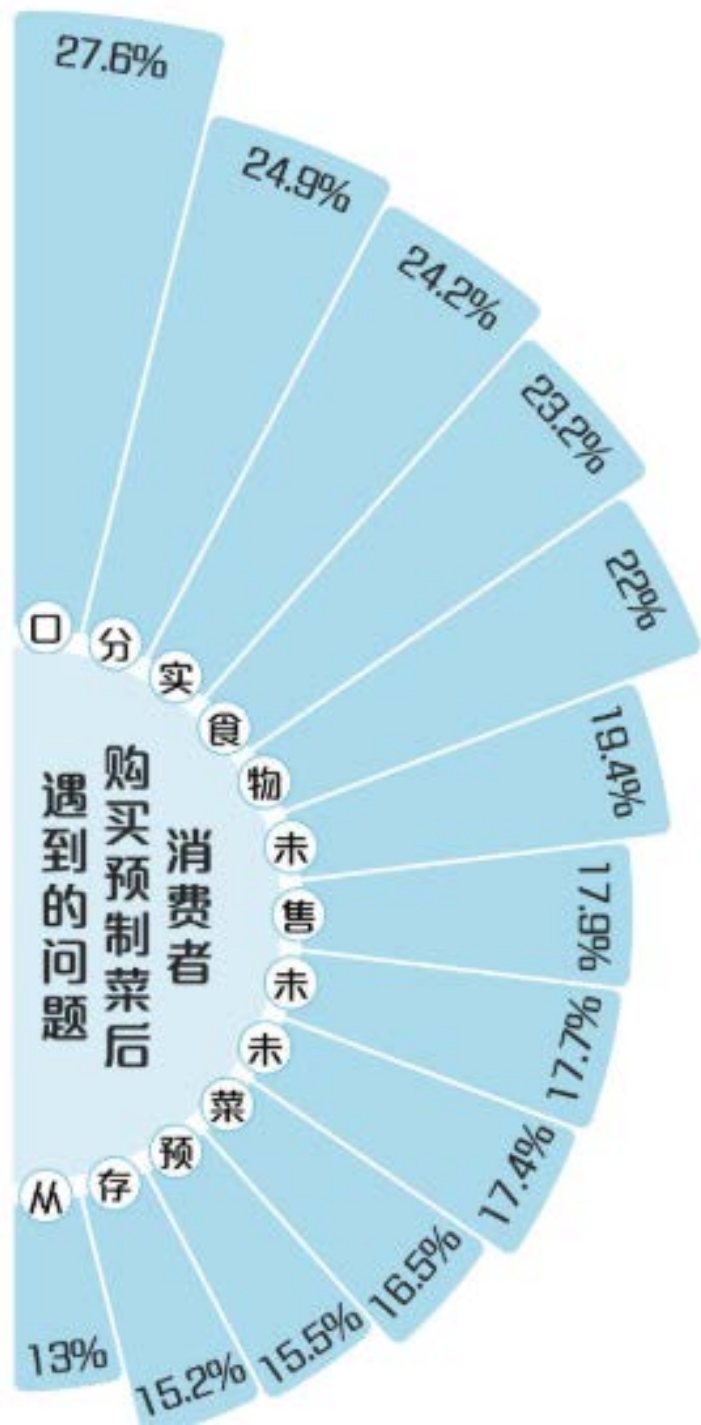 27.6%
24.9%
24.2%
23.2%
22%
19.4%
17.9%
17.7%
17.4%
16.5%
15.5%
15.2%
13%
口
分
实
食
物
未
售
未
未
菜
预
存
从
消费者
购买预制菜后
遇到的问题